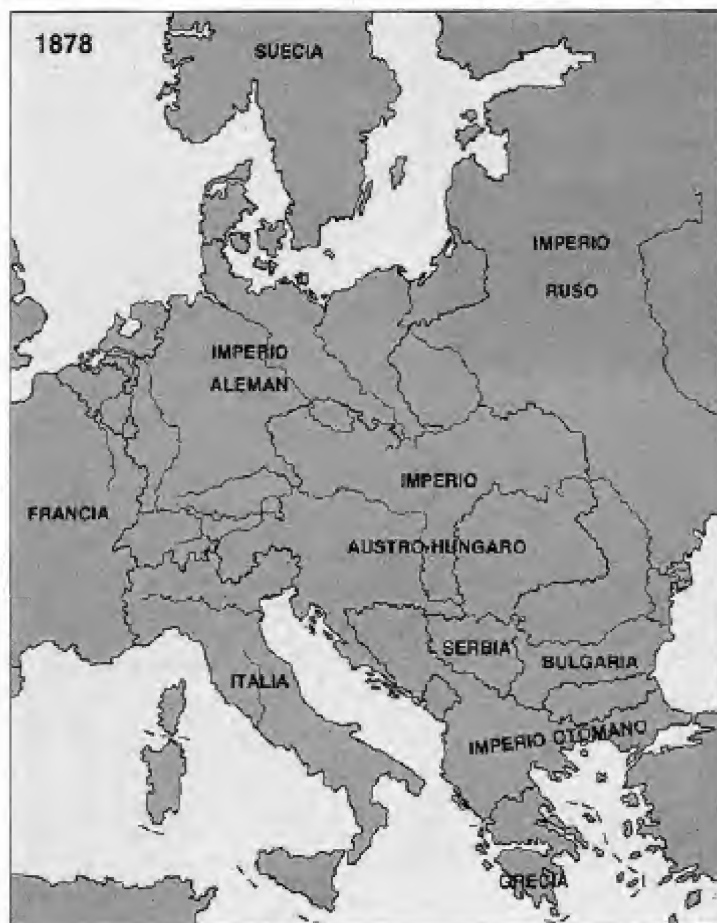 1878
SUECIA
IMPERIO
RUSO
IMPERIO
ALEMAN
IMPERIO
FRANCIA
AUSTRO-HUNGARO
SERBIA
BULGARIA
ITALIA
IMPERIO OTOMANO
GRECIA